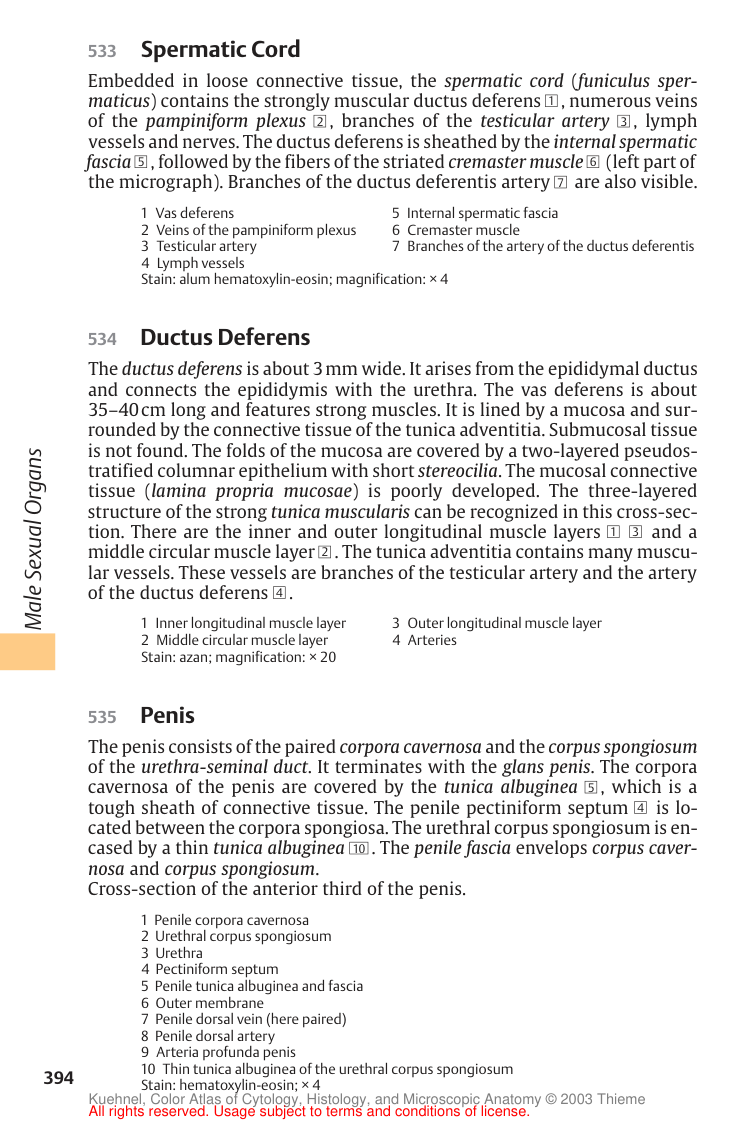 533 Spermatic Cord
Embedded in loose connective tissue, the spermatic cord (funiculus sper-
maticus) contains the strongly muscular ductus deferens 1, numerous veins
of the pampiniform plexus 2, branches of the testicular artery 3, lymph
vessels and nerves. The ductus deferens is sheathed by the internal spermatic
fascia 5, followed by the fibers of the striated cremaster muscle 6 (left part of
the micrograph). Branches of the ductus deferentis artery 7 are also visible.
1 Vas deferens
2 Veins of the pampiniform plexus
3 Testicular artery
4 Lymph vessels
5 Internal spermatic fascia
6 Cremaster muscle
7 Branches of the artery of the ductus deferentis
Stain: alum hematoxylin-eosin; magnification: × 4
534 Ductus Deferens
The ductus deferens is about 3 mm wide. It arises from the epididymal ductus
and connects the epididymis with the urethra. The vas deferens is about
35–40 cm long and features strong muscles. It is lined by a mucosa and sur-
rounded by the connective tissue of the tunica adventitia. Submucosal tissue
is not found. The folds of the mucosa are covered by a two-layered pseudos-
tratified columnar epithelium with short stereocilia. The mucosal connective
tissue (lamina propria mucosae) is poorly developed. The three-layered
structure of the strong tunica muscularis can be recognized in this cross-sec-
tion. There are the inner and outer longitudinal muscle layers 1 3 and a
middle circular muscle layer 2. The tunica adventitia contains many muscu-
lar vessels. These vessels are branches of the testicular artery and the artery
of the ductus deferens 4.
1 Inner longitudinal muscle layer
2 Middle circular muscle layer
3 Outer longitudinal muscle layer
4 Arteries
Stain: azan; magnification: × 20
535 Penis
The penis consists of the paired corpora cavernosa and the corpus spongiosum
of the urethra-seminal duct. It terminates with the glans penis. The corpora
cavernosa of the penis are covered by the tunica albuginea 5, which is a
tough sheath of connective tissue. The penile pectiniform septum 4 is lo-
cated between the corpora spongiosa. The urethral corpus spongiosum is en-
cased by a thin tunica albuginea 10. The penile fascia envelops corpus caver-
nosa and corpus spongiosum.
Cross-section of the anterior third of the penis.
1 Penile corpora cavernosa
2 Urethral corpus spongiosum
3 Urethra
4 Pectiniform septum
5 Penile tunica albuginea and fascia
6 Outer membrane
7 Penile dorsal vein (here paired)
8 Penile dorsal artery
9 Arteria profunda penis
10 Thin tunica albuginea of the urethral corpus spongiosum
Stain: hematoxylin-eosin; × 4
Male Sexual Organs
394
Kuehnel, Color Atlas of Cytology, Histology, and Microscopic Anatomy © 2003 Thieme
All rights reserved. Usage subject to terms and conditions of license.